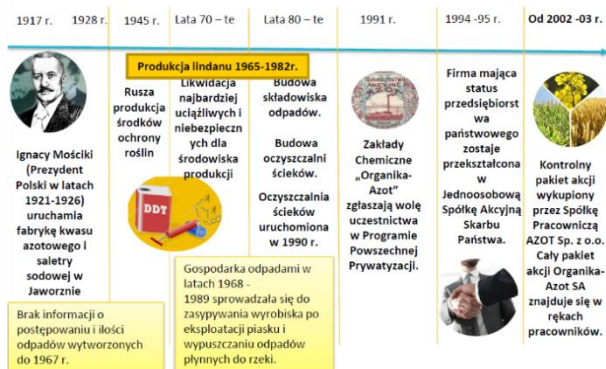 1917 r.
1928 r.
1945 r.
Lata 70 – te
Lata 80 – te
1991 r.
1994 -95 r.
Od 2002 -03 r.
Produkcja lindanu 1965-1982r.
Ignacy Mościki
(Prezydent
Polski w latach
1921-1926)
uruchamia
fabrykę kwasu
azotowego i
saletry
sodowej w
Jaworznie
Rusza
produkcja
środków
ochrony
roślin
Likwidacja
najbardziej
uciążliwych i
niebezpiecz
nych dla
środowiska
produkcji
DDT
Budowa
składowiska
odpadów.
Budowa
oczyszczalni
ścieków.
Oczyszczalnia
ścieków
uruchomiona
w 1990 r.
AZOT
Zakłady
Chemiczne
„Organika-
Azot”
zgłaszają wolę
uczestnictwa
w Programie
Powszechnej
Prywatyzacji.
Firma mająca
status
przedsiębiorst
wa
państwowego
zostaje
przekształcona
w
Jednoosobową
Spółkę Akcyjną
Skarbu
Państwa.
Kontrolny
pakiet akcji
wykupiony
przez Spółkę
Pracowniczą
AZOT Sp. z o.o.
Cały pakiet
akcji Organika-
Azot SA
znajduje się w
rękach
pracowników.
Brak informacji o
postępowaniu i ilości
odpadów wytworzonych
do 1967 r.
Gospodarka odpadami w
latach 1968 -
1989 sprowadzała się do
zasypywania wyrobiska po
eksploatacji piasku i
wypuszczaniu odpadów
płynnych do rzeki.